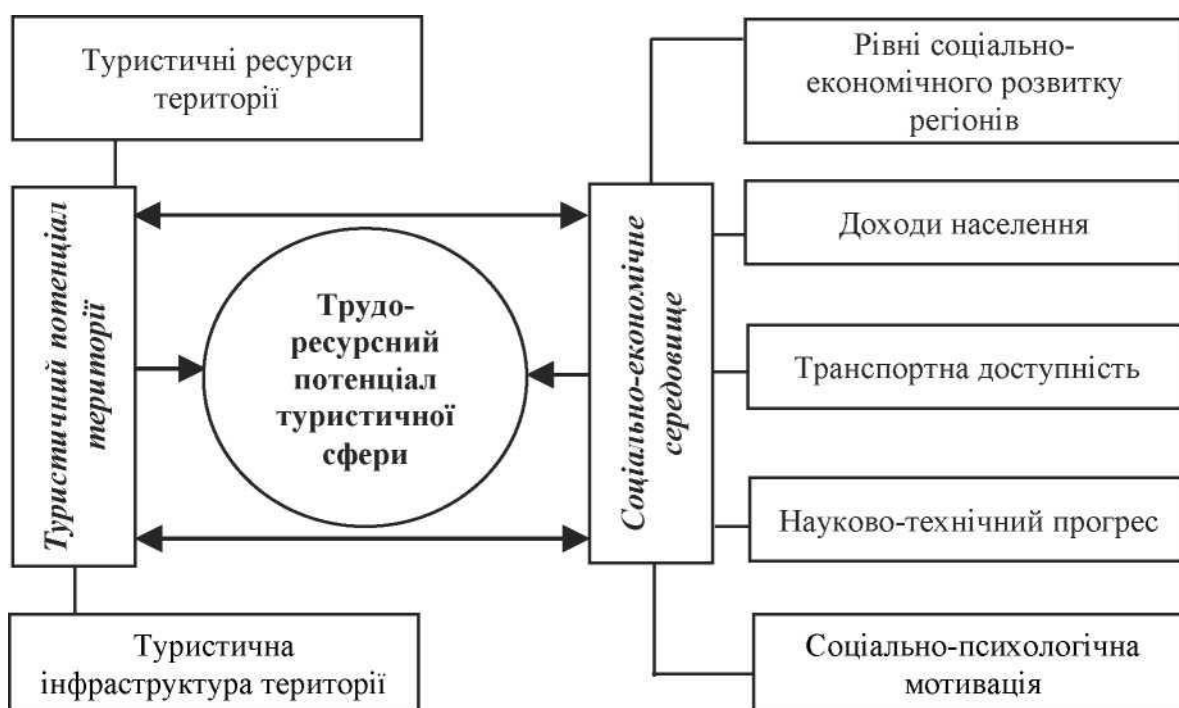 Туристичні ресурси
території
Рівні соціально-
економічного розвитку
регіонів
Туристичний потенціал
території
Трудо-
ресурсний
потенціал
туристичної
сфери
Соціально-економічне
середовище
Доходи населення
Транспортна доступність
Науково-технічний прогрес
Туристична
інфраструктура території
Соціально-психологічна
мотивація